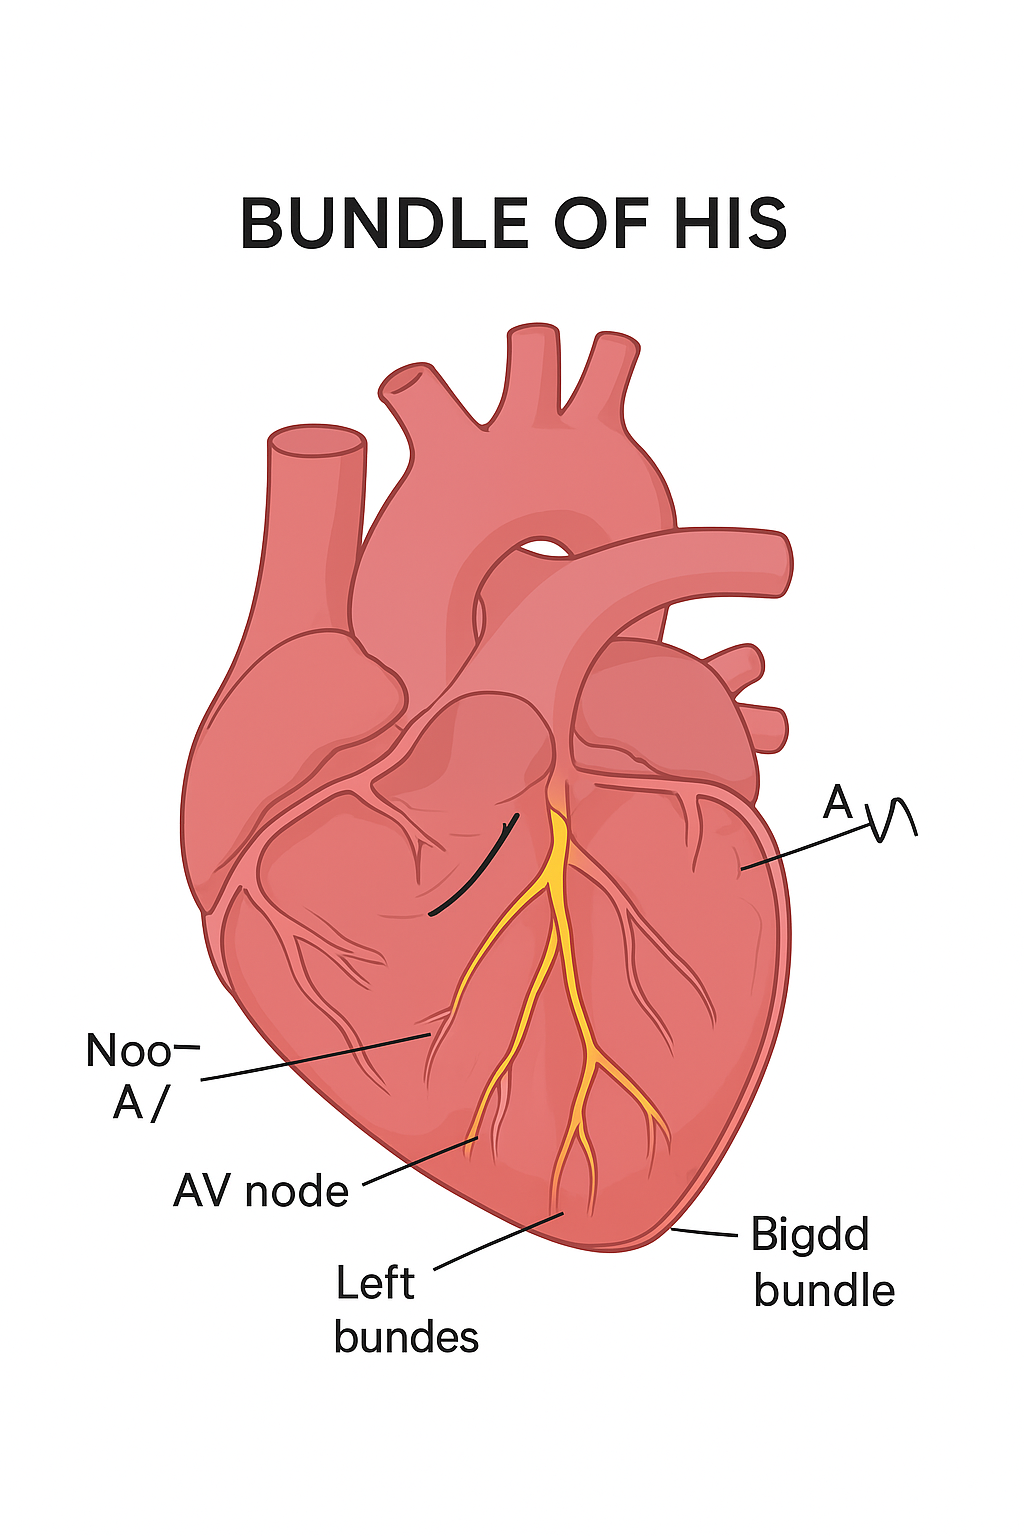 BUNDLE OF HIS
A
Noo–
A /
AV node
Left
bundes
Bigdd
bundle